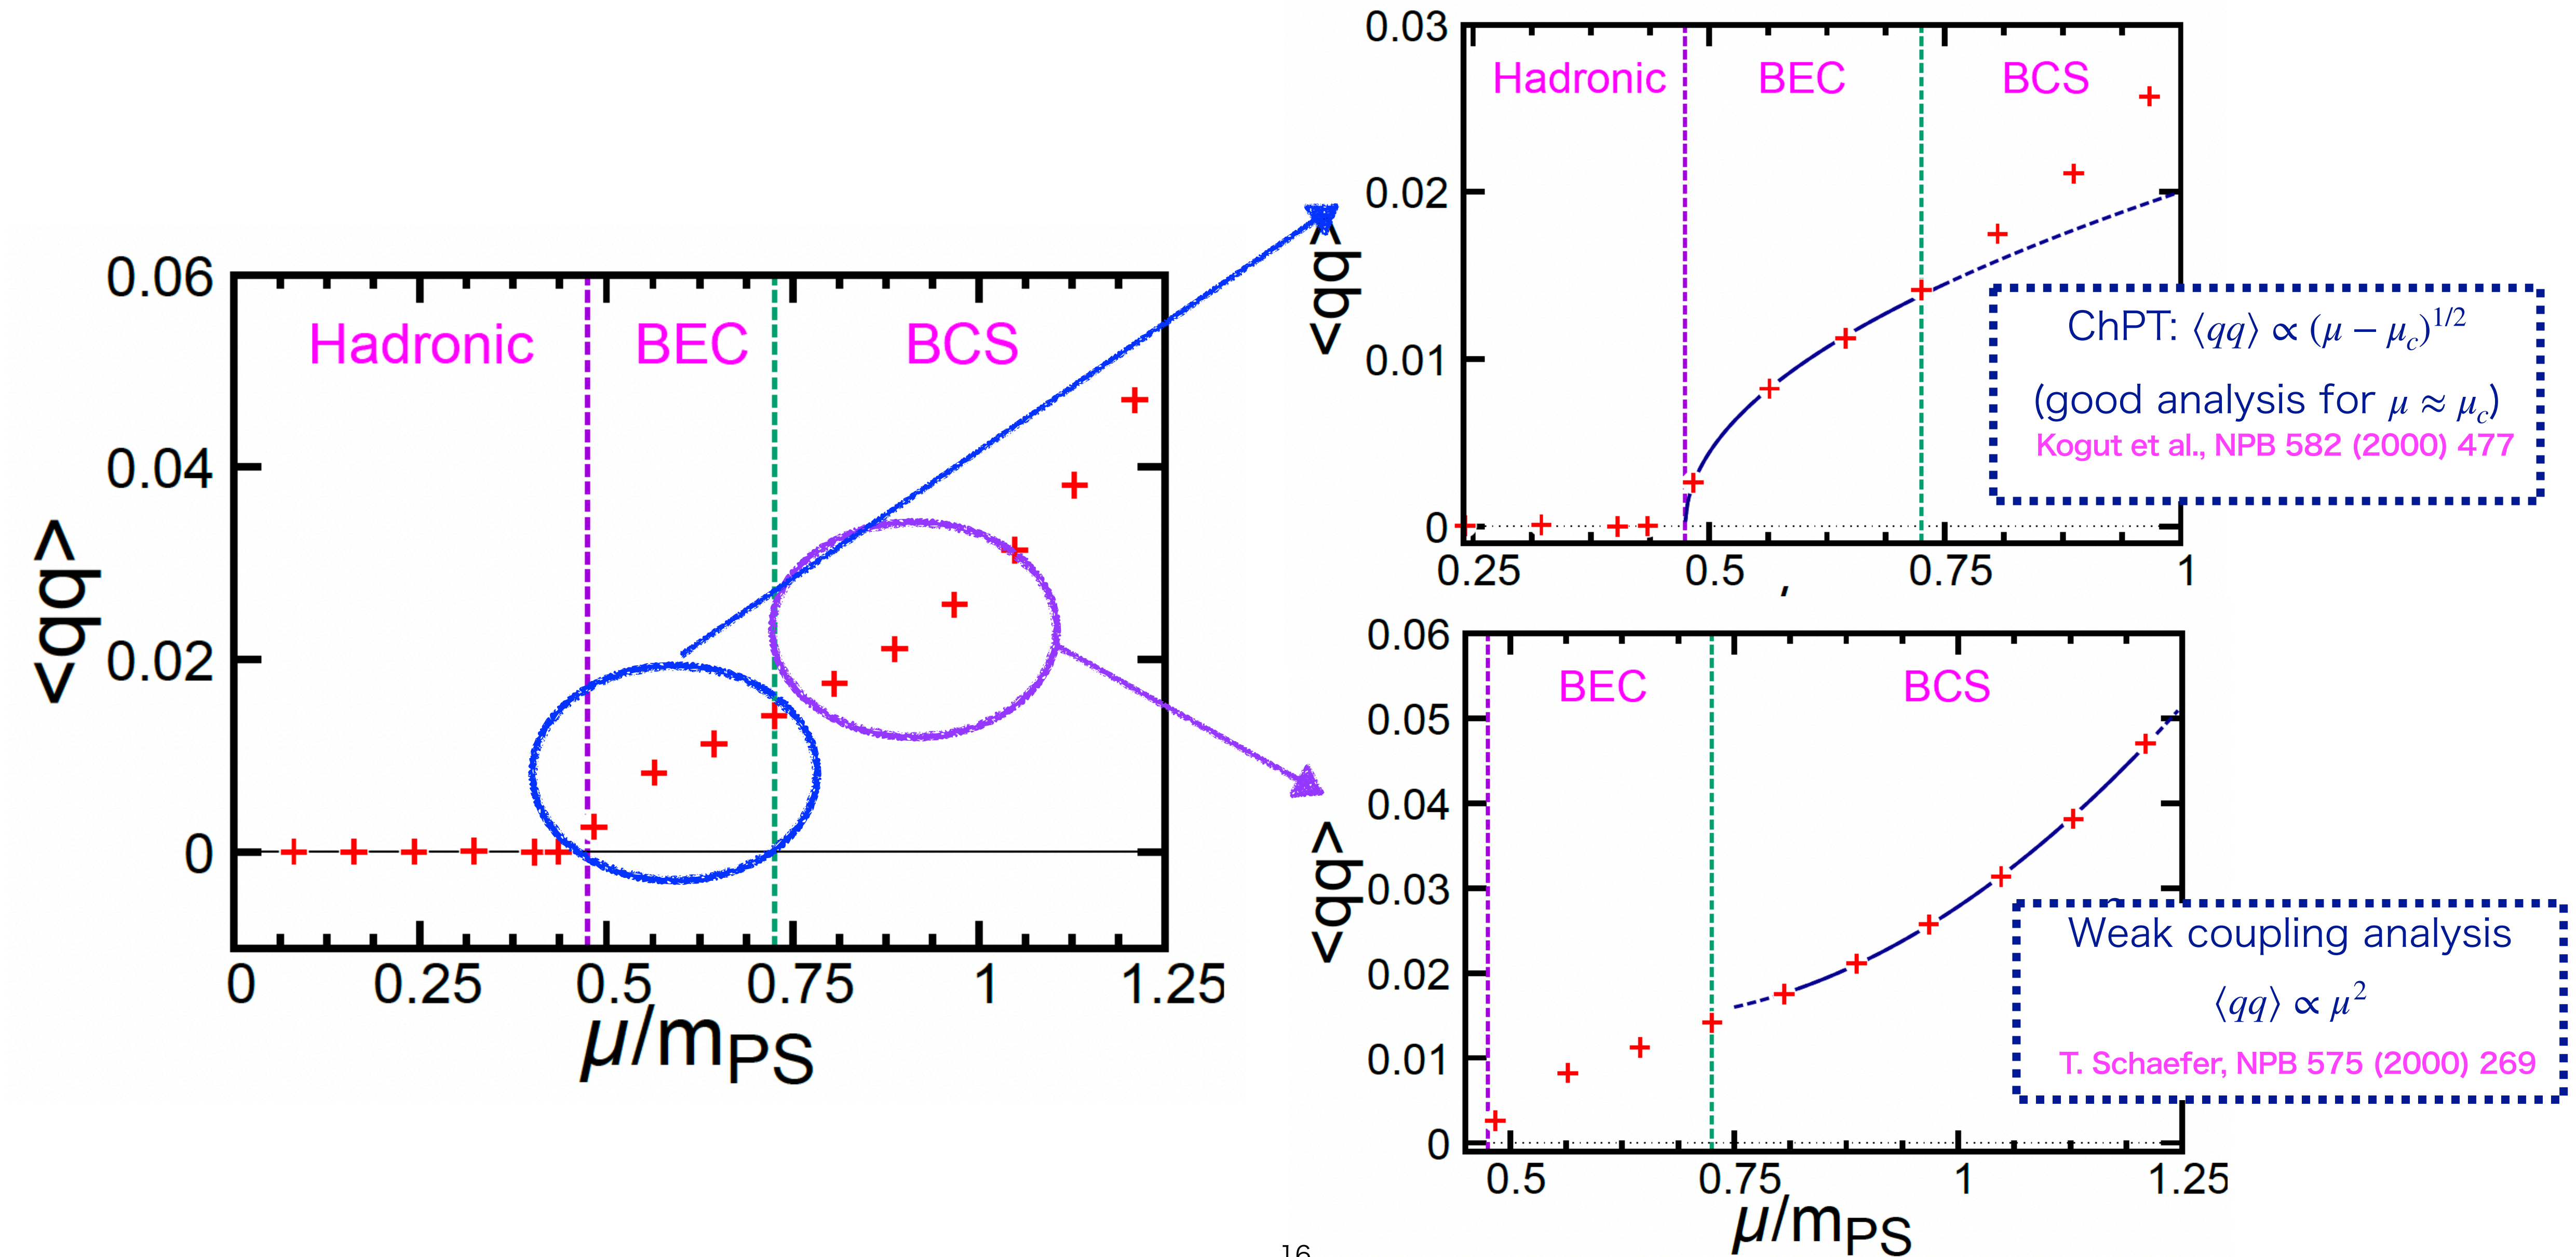 0.06
0.04
0.02
0
<qq>
Hadronic
BEC
BCS
0
0.25
0.5
0.75
1
1.25
μ/mPS
0.03
0.02
0.01
0
<qq>
Hadronic
BEC
BCS
0.25
0.5
0.75
1
ChPT: ⟨qq⟩ ∝ (μ − μc)^1/2
(good analysis for μ ≈ μc)
Kogut et al., NPB 582 (2000) 477
0.06
0.05
0.04
0.03
0.02
0.01
0
<qq>
BEC
BCS
0.5
0.75
1
1.25
μ/mPS
Weak coupling analysis
⟨qq⟩ ∝ μ²
T. Schaefer, NPB 575 (2000) 269
16